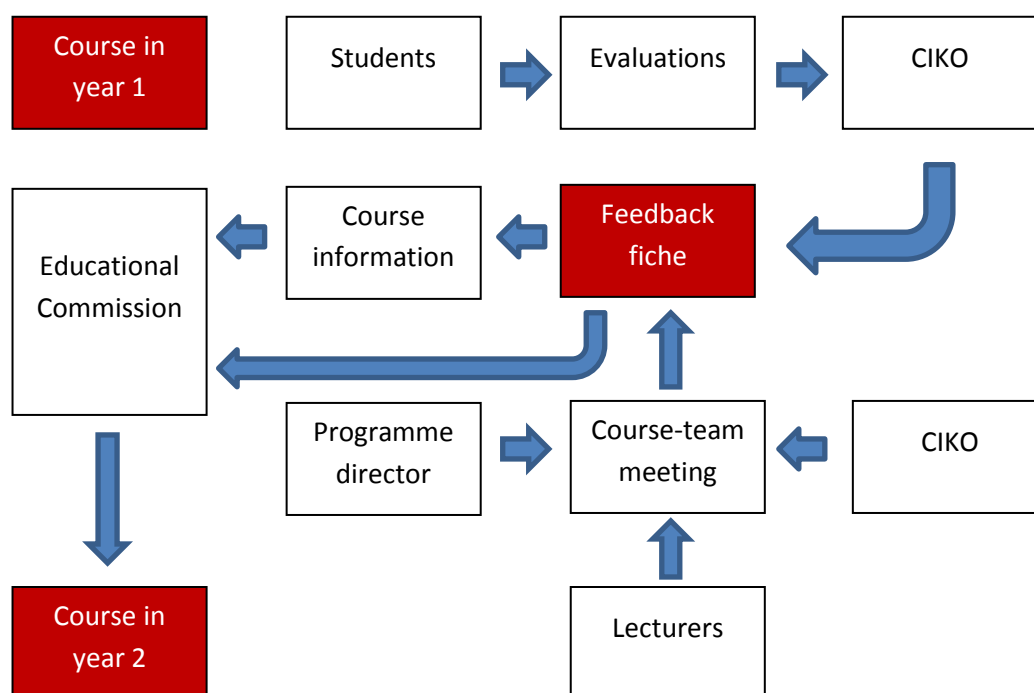 Course in
year 1
Students
Evaluations
CIKO
Educational
Commission
Course
information
Feedback
fiche
Programme
director
Course-team
meeting
CIKO
Course in
year 2
Lecturers